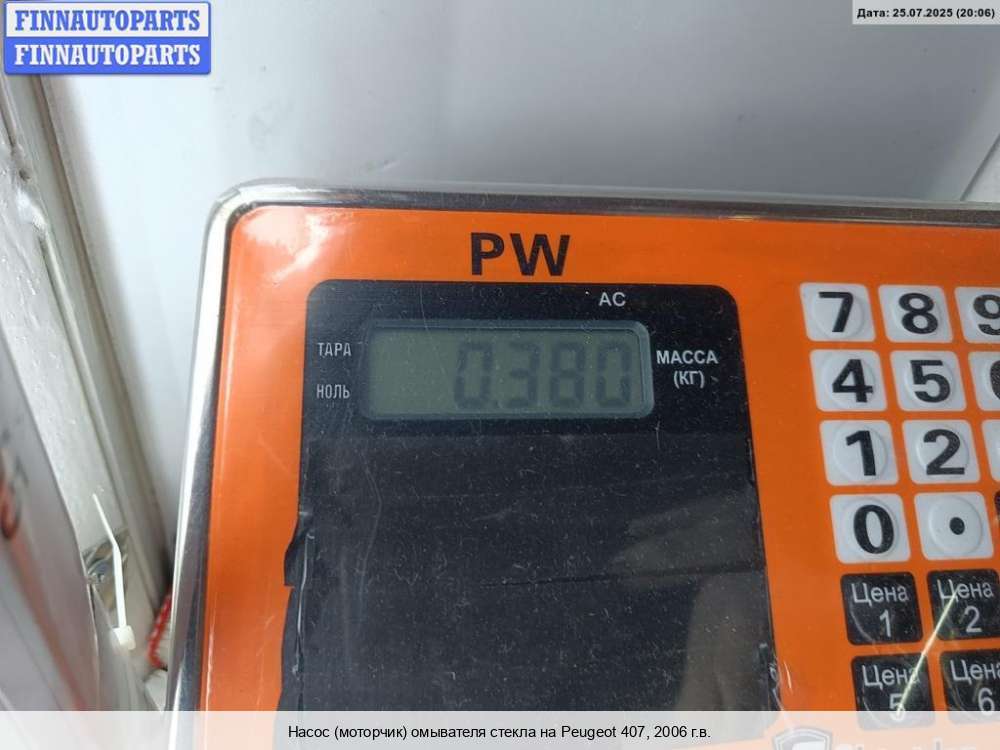 FINNAUTOPARTS
FINNAUTOPARTS
Дата: 25.07.2025 (20:06)
PW
AC
ТАРА
НОЛЬ
0.380
МАССА
(КГ)
7 8 9
4 5
1 2
0 .
Цена 1
Цена 2
Цена 5
Цена 6
Насос (моторчик) омывателя стекла на Peugeot 407, 2006 г.в.